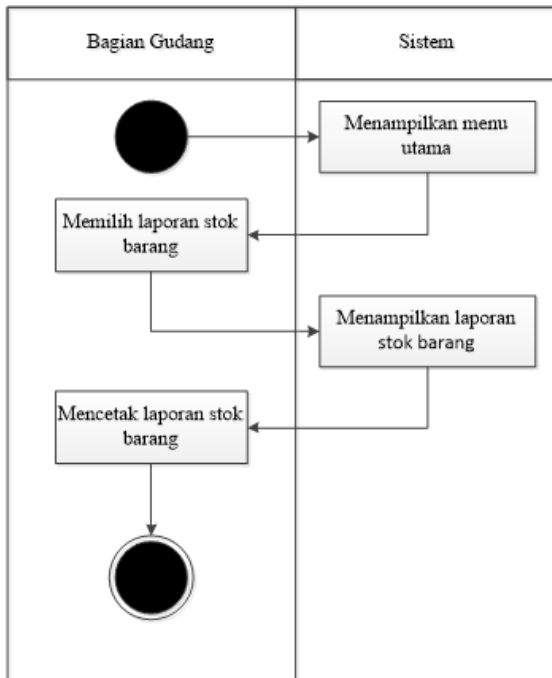 Bagian Gudang
Sistem
Menampilkan menu
utama
Memilih laporan stok
barang
Menampilkan laporan
stok barang
Mencetak laporan stok
barang